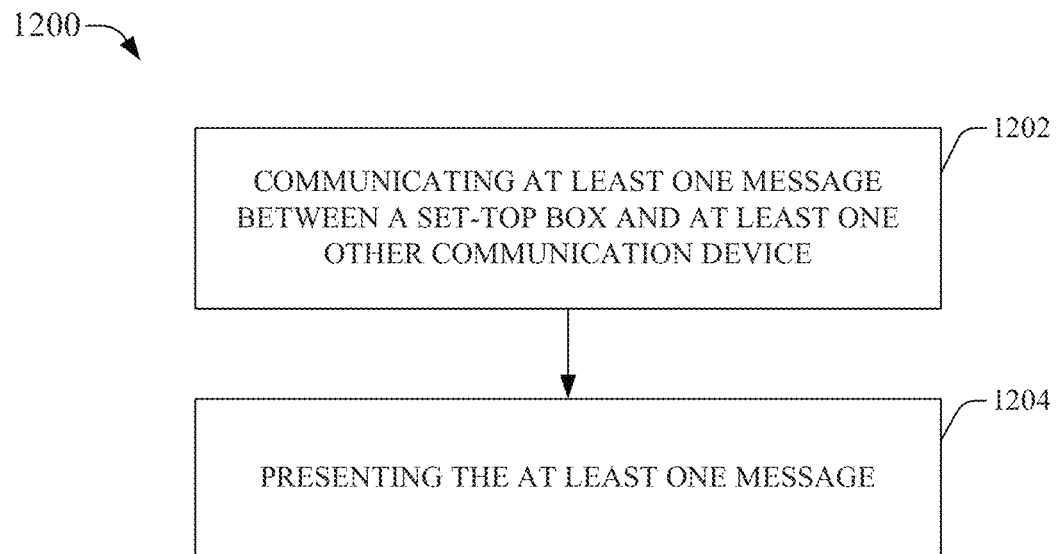 1200
1202
COMMUNICATING AT LEAST ONE MESSAGE
BETWEEN A SET-TOP BOX AND AT LEAST ONE
OTHER COMMUNICATION DEVICE
1204
PRESENTING THE AT LEAST ONE MESSAGE